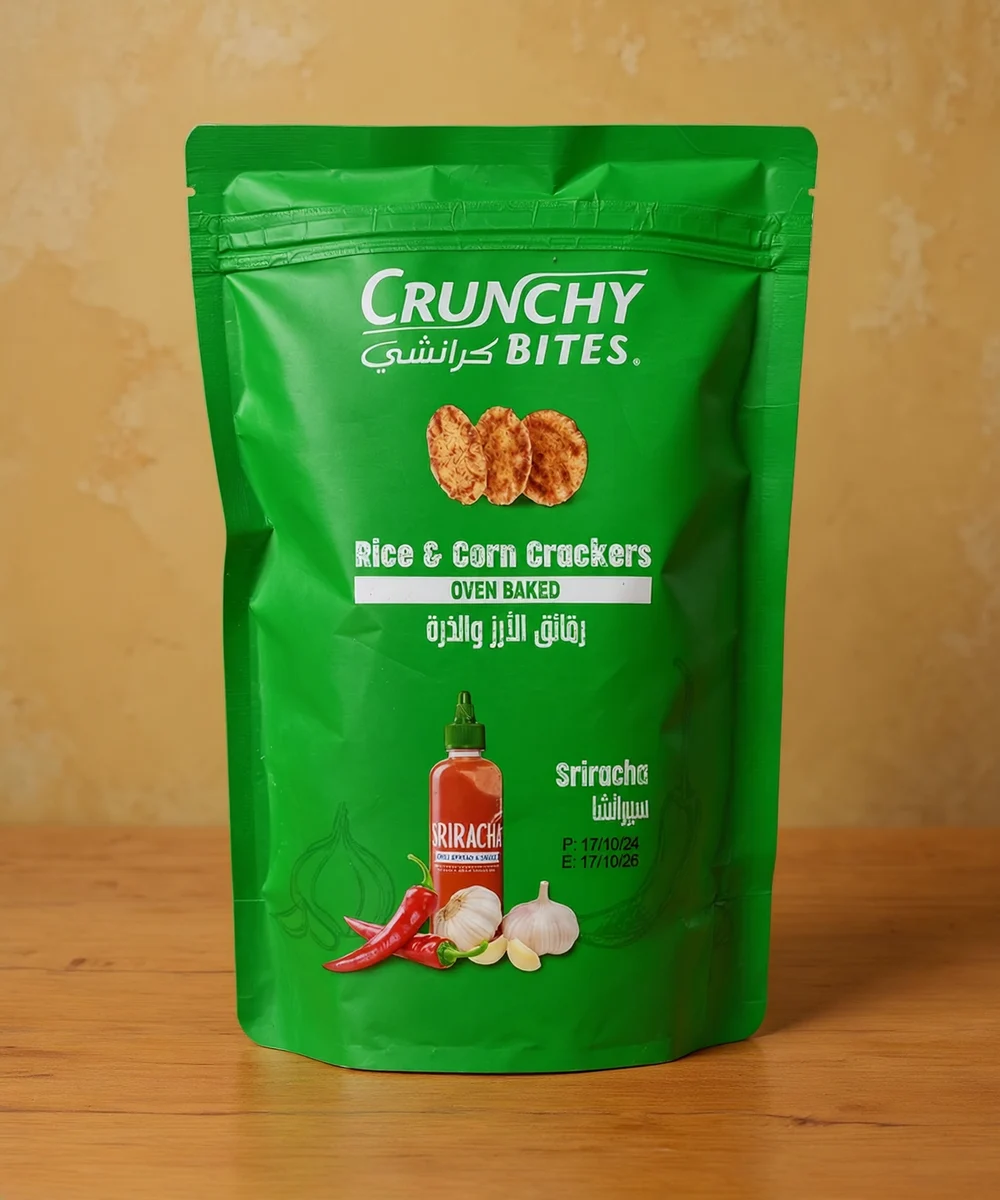 CRUNCHY
كرانشي BITES®
Rice & Corn Crackers
OVEN BAKED
رقائق الأرز والذرة
Sriracha
سيراتشا
P: 17/10/24
E: 17/10/26
SRIRACHA